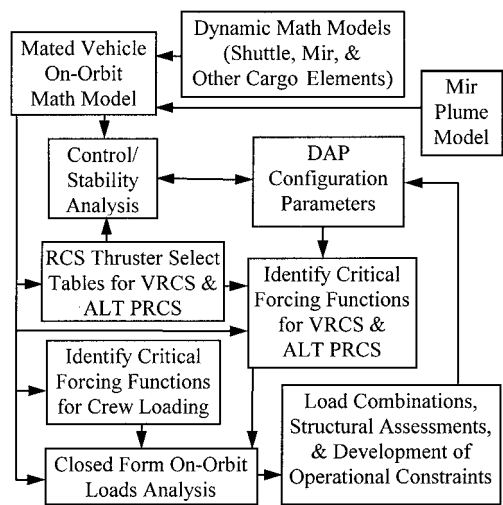 Mated Vehicle
On-Orbit
Math Model
Dynamic Math Models
(Shuttle, Mir, &
Other Cargo Elements)
Mir
Plume
Model
Control/
Stability
Analysis
DAP
Configuration
Parameters
RCS Thruster Select
Tables for VRCS &
ALT PRCS
Identify Critical
Forcing Functions
for VRCS &
ALT PRCS
Identify Critical
Forcing Functions
for Crew Loading
Load Combinations,
Structural Assessments,
& Development of
Operational Constraints
Closed Form On-Orbit
Loads Analysis